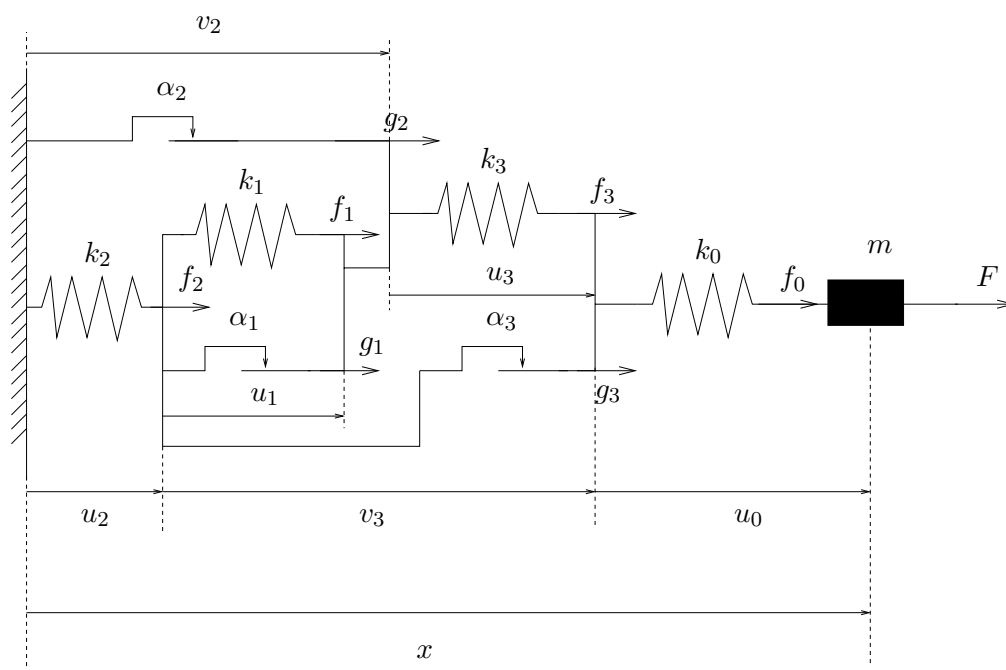 v₂
α₂
g₂
k₃
k₁
f₁
f₃
k₂
f₂
u₃
k₀
f₀
m
F
α₁
α₃
g₁
u₁
g₃
u₂
v₃
u₀
x